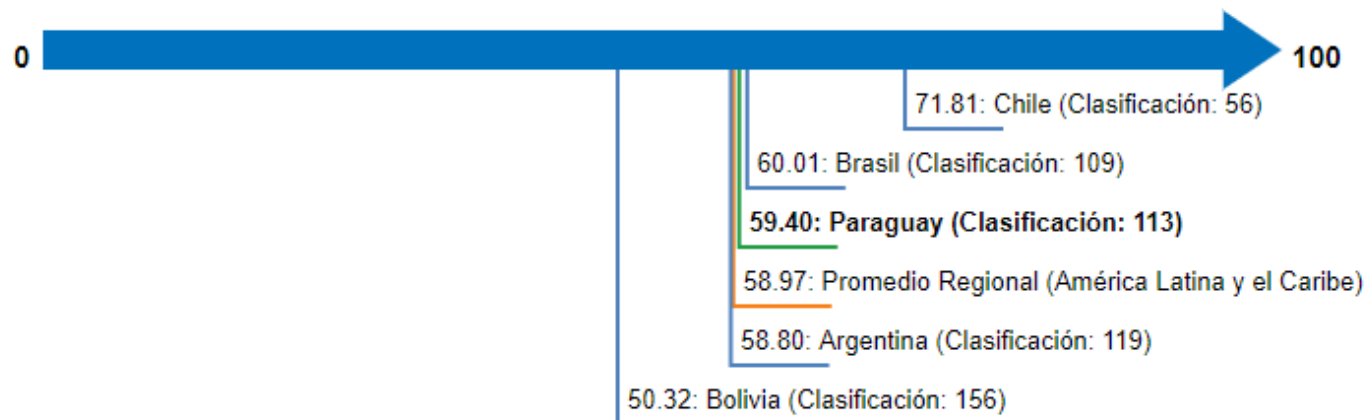 0
100
71.81: Chile (Clasificación: 56)
60.01: Brasil (Clasificación: 109)
59.40: Paraguay (Clasificación: 113)
58.97: Promedio Regional (América Latina y el Caribe)
58.80: Argentina (Clasificación: 119)
50.32: Bolivia (Clasificación: 156)